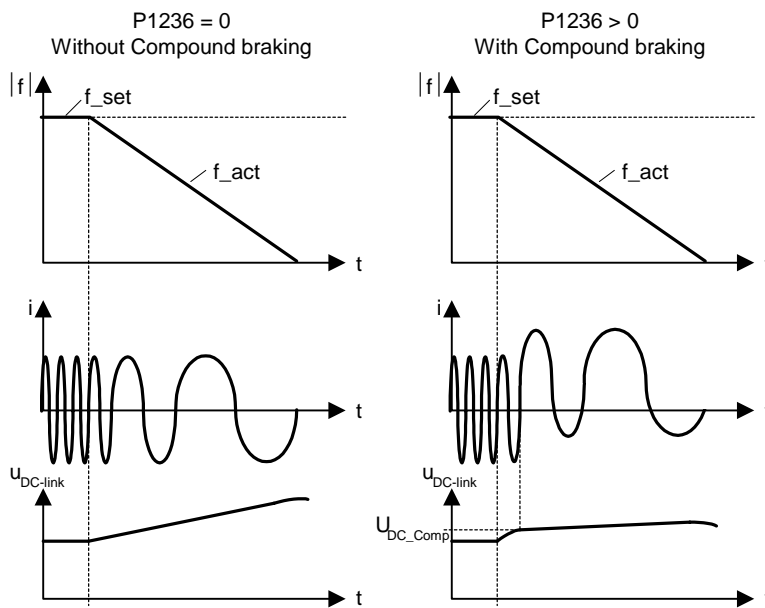 P1236 = 0
Without Compound braking
|f|
f_set
f_act
t
i
t
uDC-link
t
P1236 > 0
With Compound braking
|f|
f_set
f_act
i
uDC-link
UDC_Comp